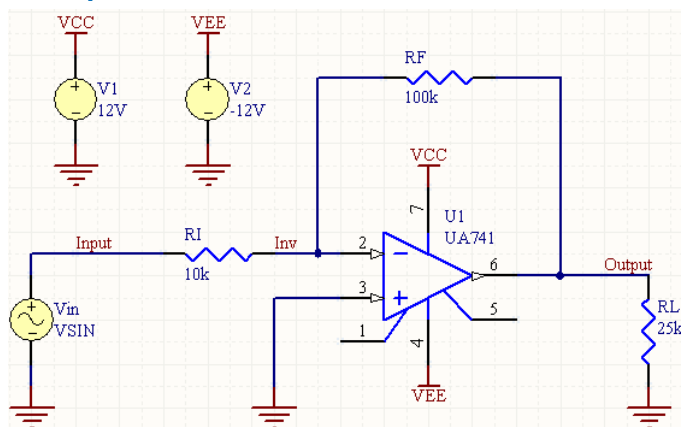 VCC
VEE
V1
12V
V2
-12V
RF
100k
VCC
7
U1
UA741
Input
RI
10k
Inv
2
3
6
Output
1
5
4
VEE
Vin
VSIN
RL
25k